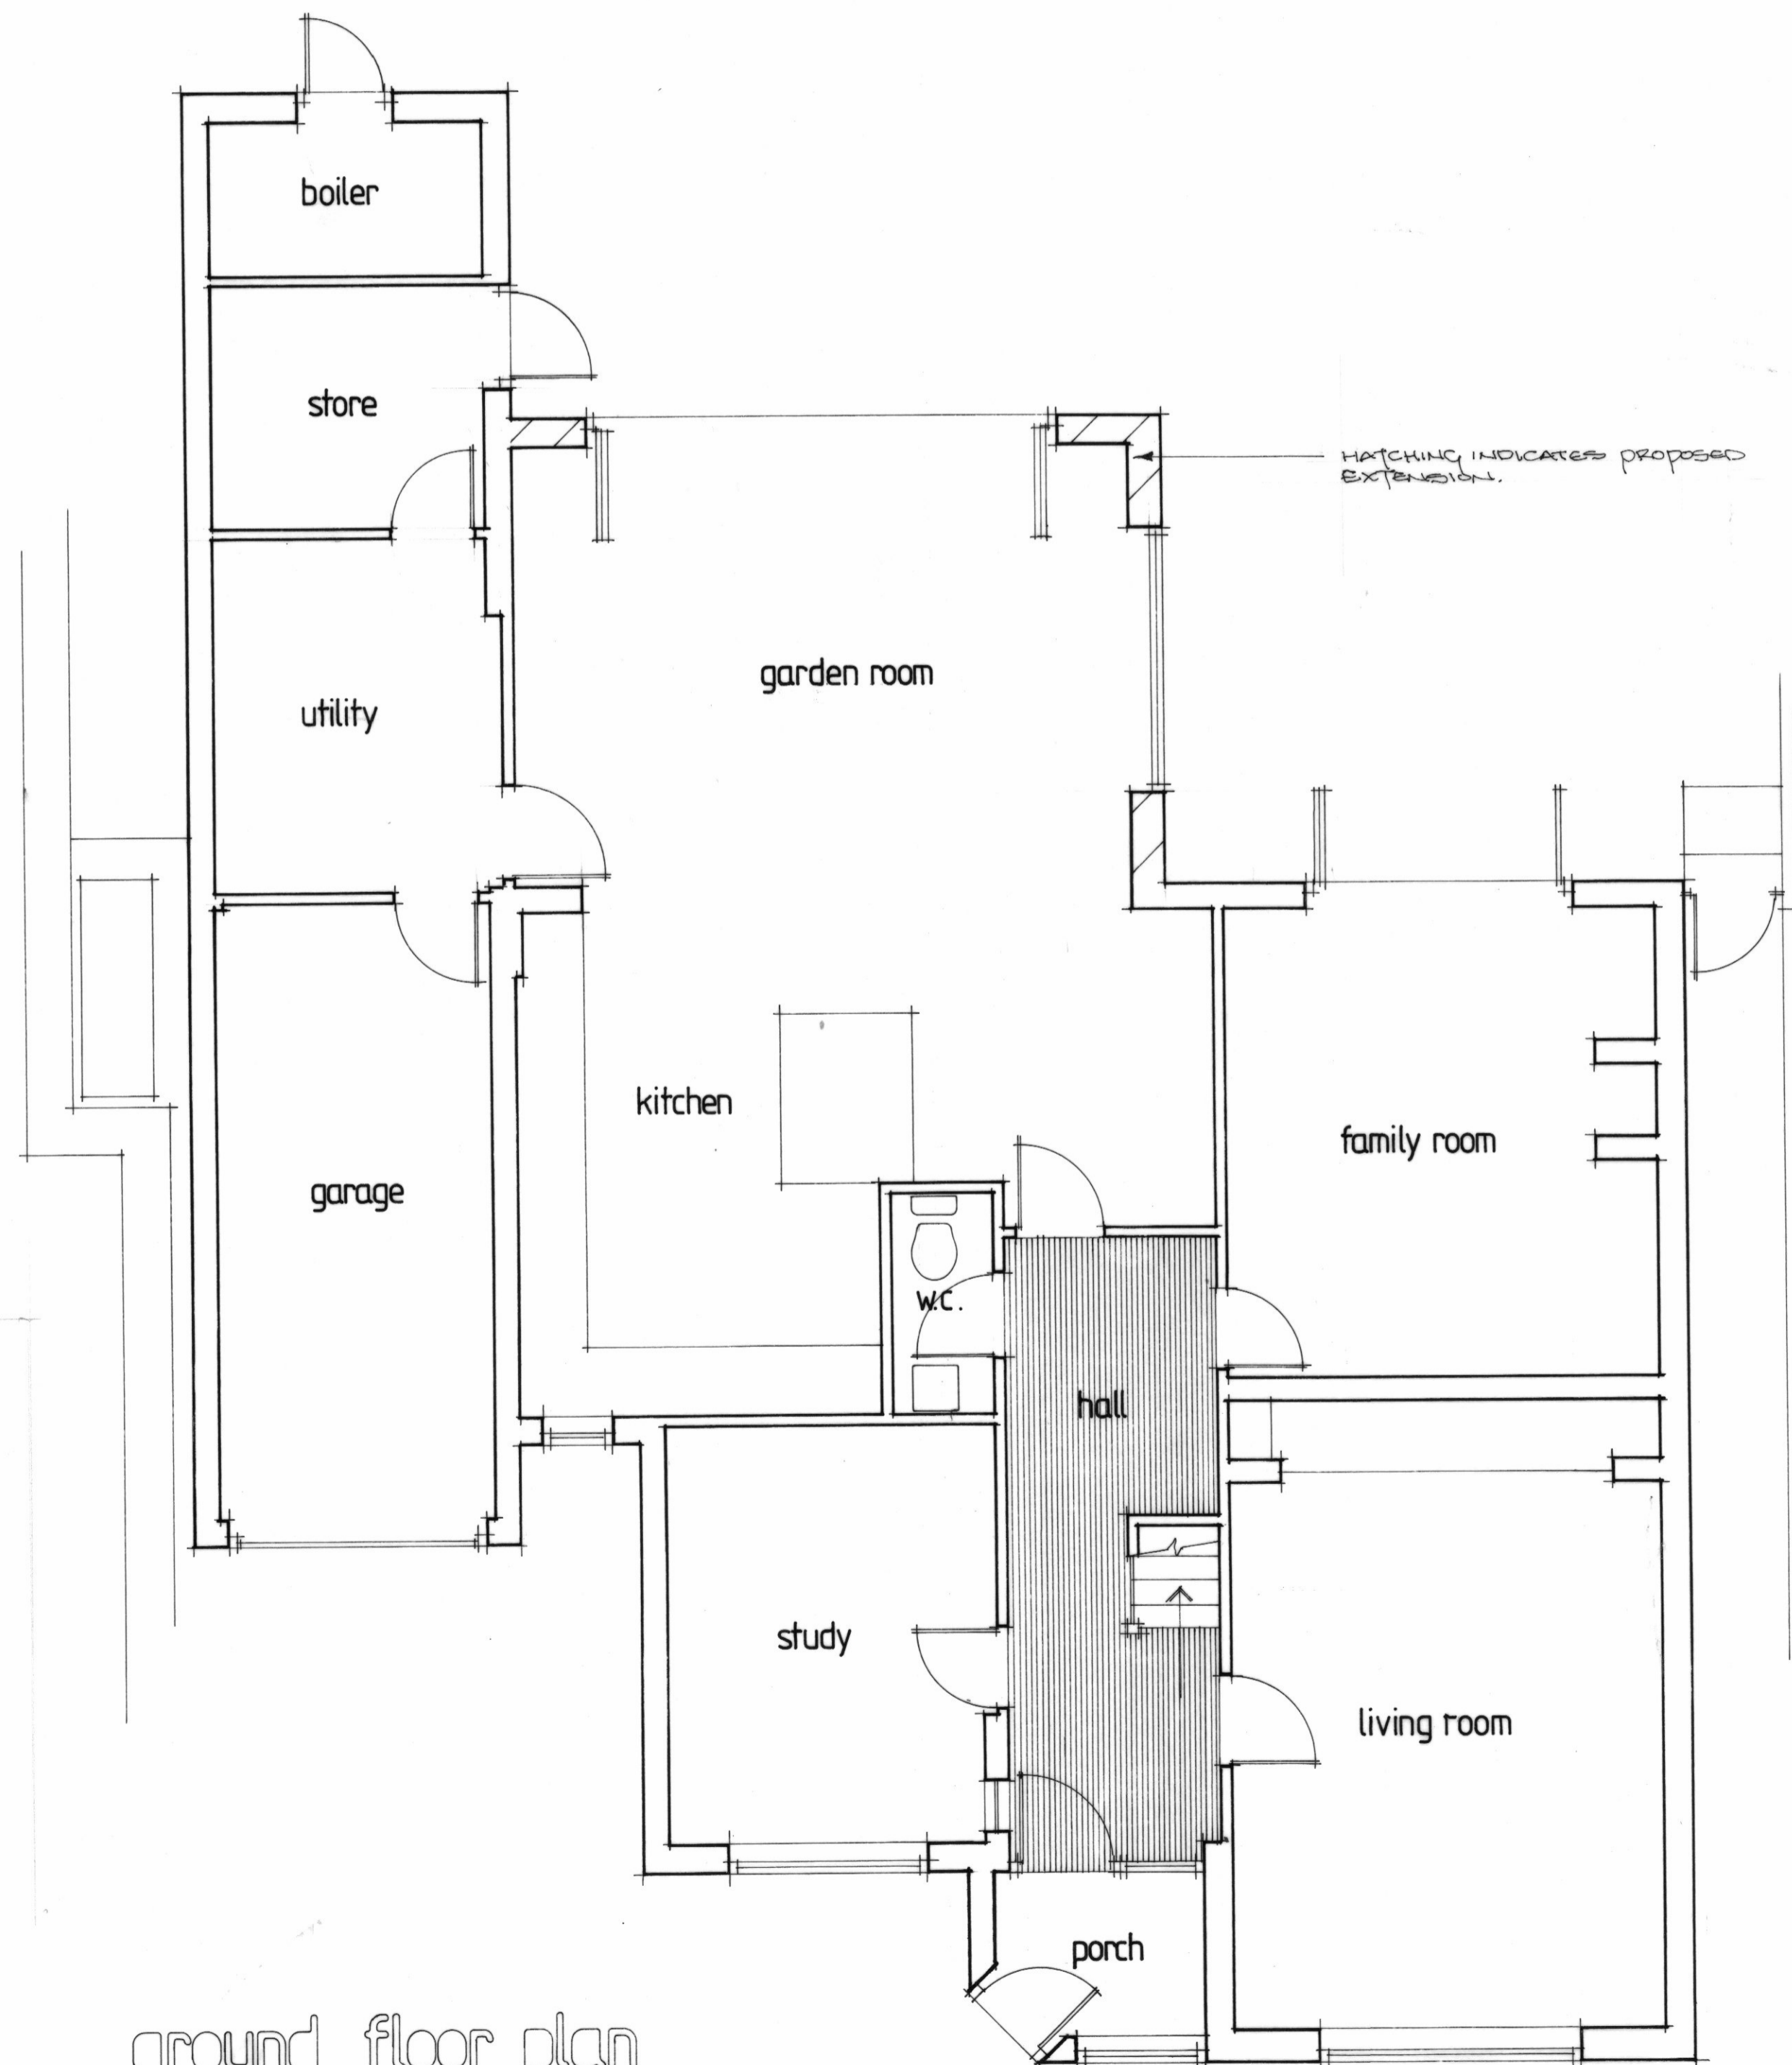 boiler
store
HATCHING INDICATES PROPOSED
EXTENSION.
garden room
utility
kitchen
family room
garage
W.C.
hall
study
living room
porch
ground floor plan